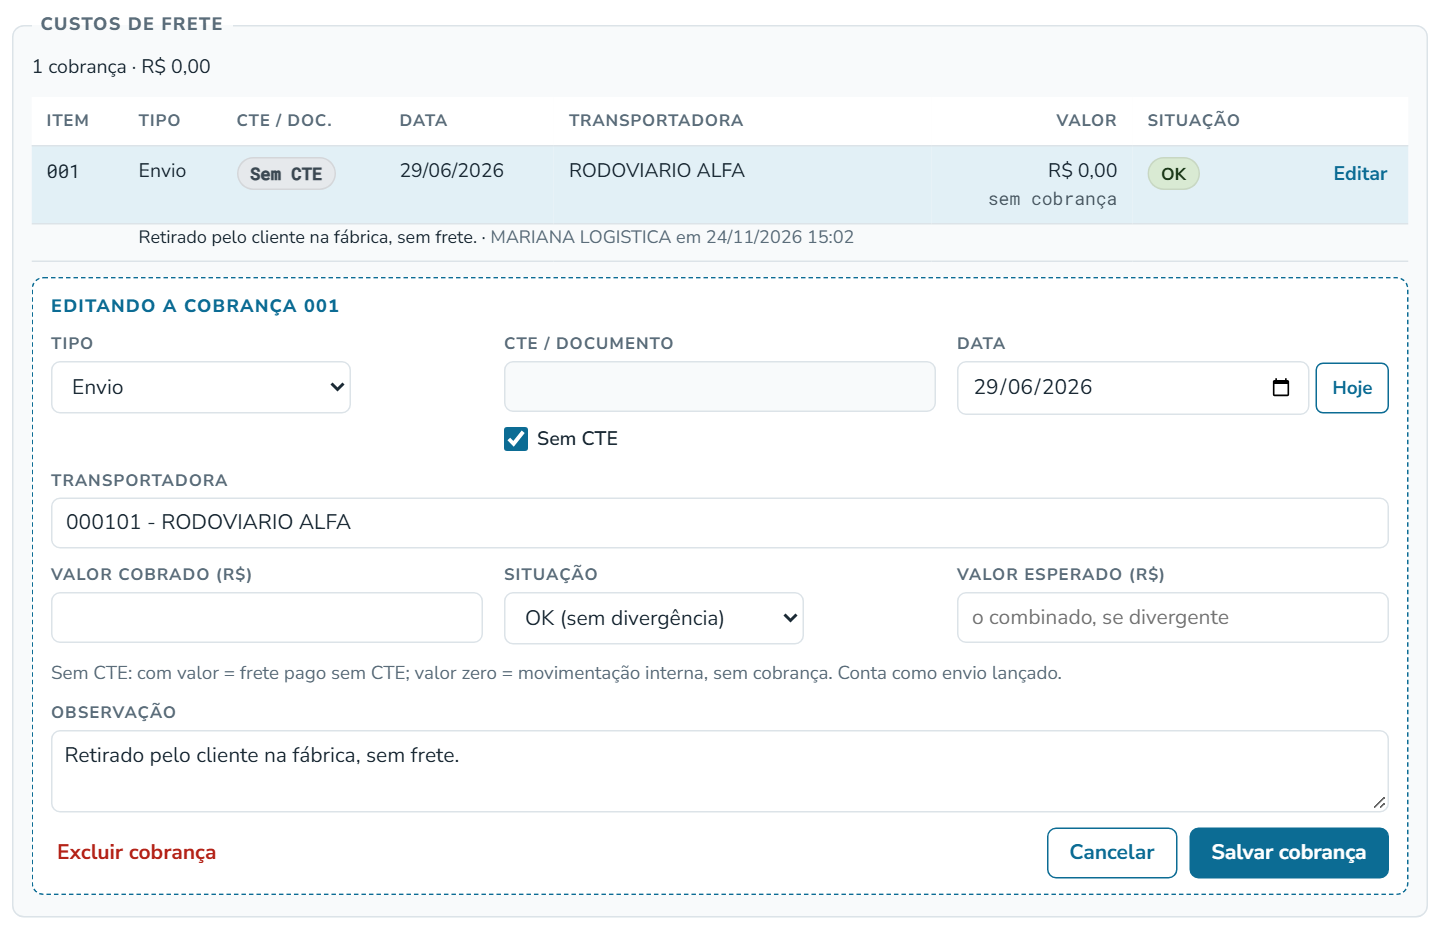 CUSTOS DE FRETE
1 cobrança · R$ 0,00
ITEM TIPO CTE / DOC. DATA TRANSPORTADORA VALOR SITUAÇÃO
001 Envio Sem CTE 29/06/2026 RODOVIARIO ALFA R$ 0,00 OK Editar
sem cobrança
Retirado pelo cliente na fábrica, sem frete. · MARIANA LOGISTICA em 24/11/2026 15:02
EDITANDO A COBRANÇA 001
TIPO CTE / DOCUMENTO DATA
Envio 29/06/2026 Hoje
Sem CTE
TRANSPORTADORA
000101 - RODOVIARIO ALFA
VALOR COBRADO (R$) SITUAÇÃO VALOR ESPERADO (R$)
OK (sem divergência) o combinado, se divergente
Sem CTE: com valor = frete pago sem CTE; valor zero = movimentação interna, sem cobrança. Conta como envio lançado.
OBSERVAÇÃO
Retirado pelo cliente na fábrica, sem frete.
Excluir cobrança Cancelar Salvar cobrança